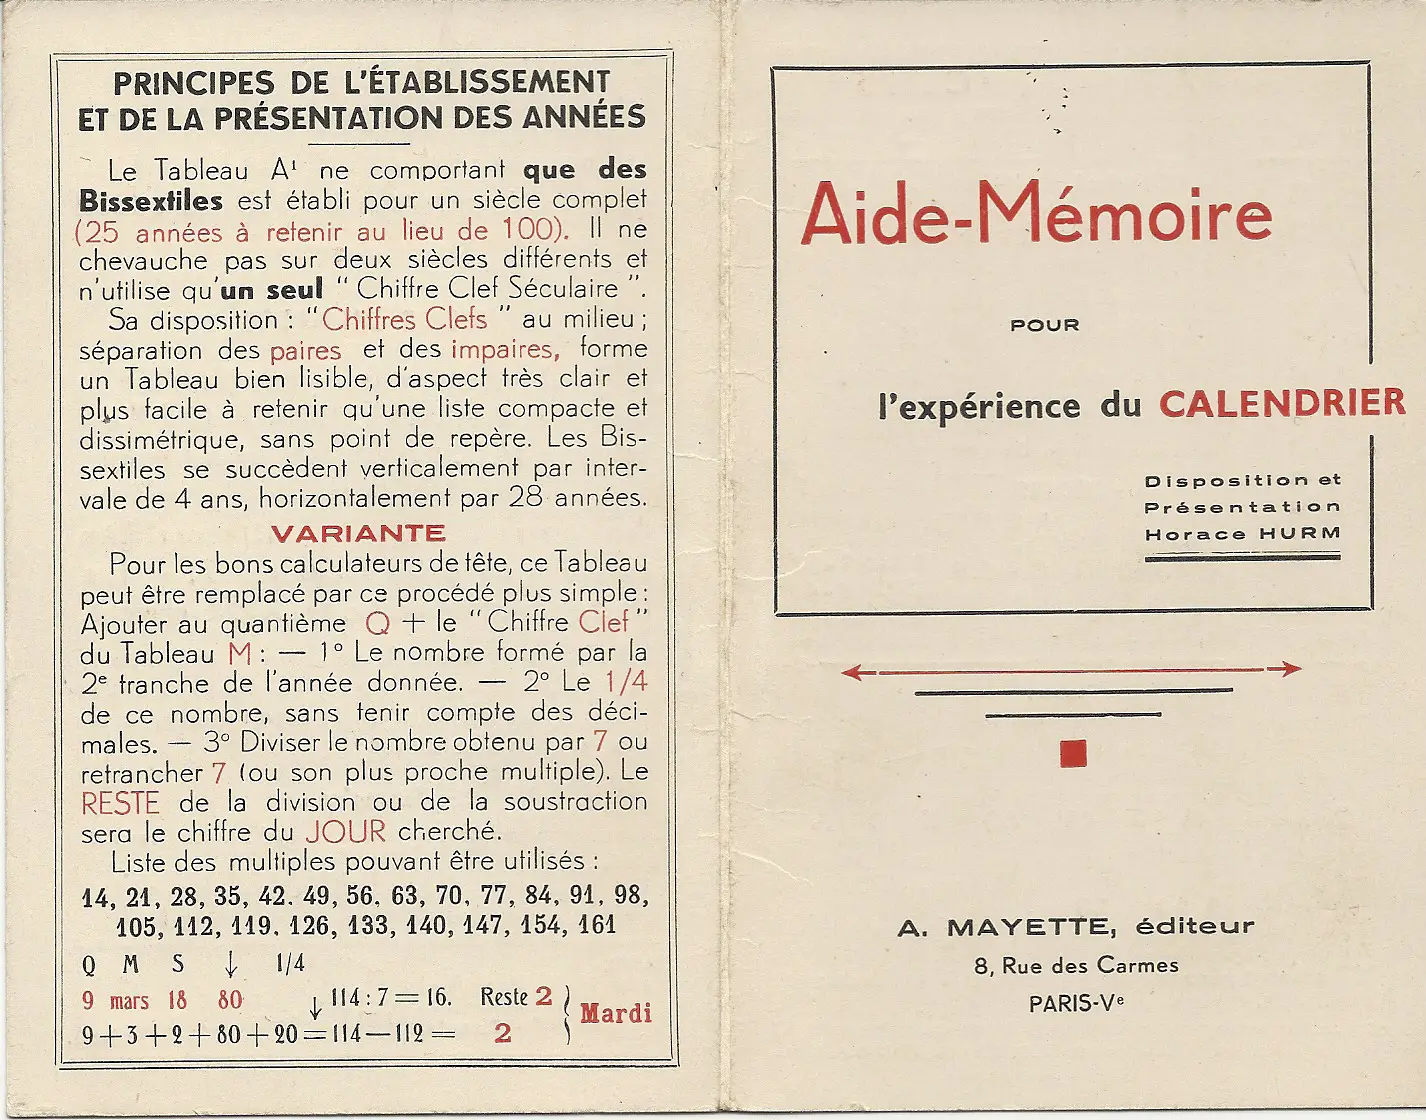 PRINCIPES DE L'ÉTABLISSEMENT
ET DE LA PRÉSENTATION DES ANNÉES
Le Tableau A¹ ne comportant que des
Bissextiles est établi pour un siècle complet
(25 années à retenir au lieu de 100). Il ne
chevauche pas sur deux siècles différents et
n'utilise qu'un seul “ Chiffre Clef Séculaire ”.
Sa disposition : “ Chiffres Clefs ” au milieu ;
séparation des paires et des impaires, forme
un Tableau bien lisible, d'aspect très clair et
plus facile à retenir qu'une liste compacte et
dissimétrique, sans point de repère. Les Bis-
sextiles se succèdent verticalement par inter-
vale de 4 ans, horizontalement par 28 années.
VARIANTE
Pour les bons calculateurs de tête, ce Tableau
peut être remplacé par ce procédé plus simple :
Ajouter au quantième Q + le “ Chiffre Clef ”
du Tableau M : — 1° Le nombre formé par la
2e tranche de l'année donnée. — 2° Le 1/4
de ce nombre, sans tenir compte des déci-
males. — 3° Diviser le nombre obtenu par 7 ou
retrancher 7 (ou son plus proche multiple). Le
RESTE de la division ou de la soustraction
sera le chiffre du JOUR cherché.
Liste des multiples pouvant être utilisés :
14, 21, 28, 35, 42. 49, 56, 63, 70, 77, 84, 91, 98,
105, 112, 119. 126, 133, 140, 147, 154, 161
Q M S ↓ 1/4
9 mars 18 80 ↓ 114 : 7 = 16. Reste 2 } Mardi
9 + 3 + 2 + 80 + 20 = 114 — 112 = 2
Aide-Mémoire
POUR
l'expérience du CALENDRIER
Disposition et
Présentation
Horace HURM
A. MAYETTE, éditeur
8, Rue des Carmes
PARIS-Ve